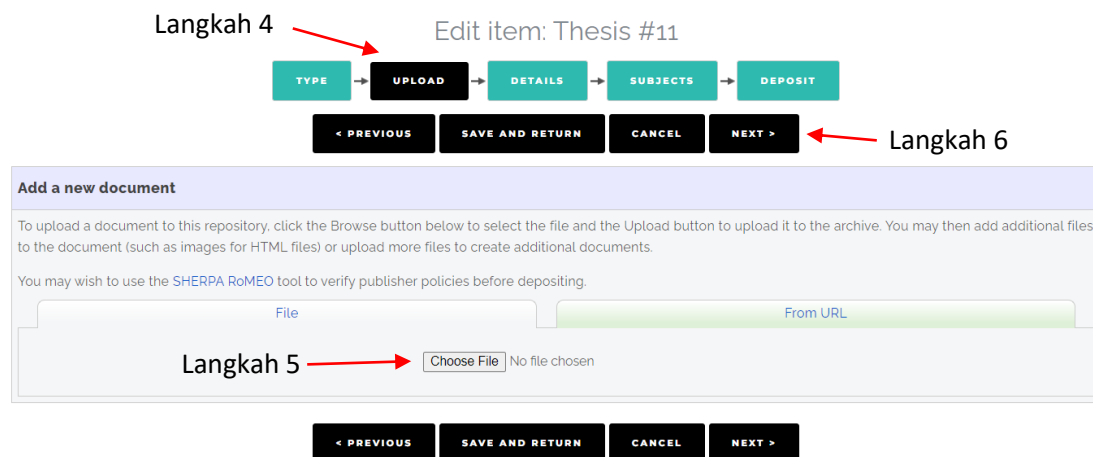 Langkah 4
Edit item: Thesis #11
TYPE UPLOAD DETAILS SUBJECTS DEPOSIT
< PREVIOUS SAVE AND RETURN CANCEL NEXT >
Langkah 6
Add a new document
To upload a document to this repository, click the Browse button below to select the file and the Upload button to upload it to the archive. You may then add additional files
to the document (such as images for HTML files) or upload more files to create additional documents.
You may wish to use the SHERPA RoMEO tool to verify publisher policies before depositing.
File From URL
Langkah 5 Choose File No file chosen
< PREVIOUS SAVE AND RETURN CANCEL NEXT >